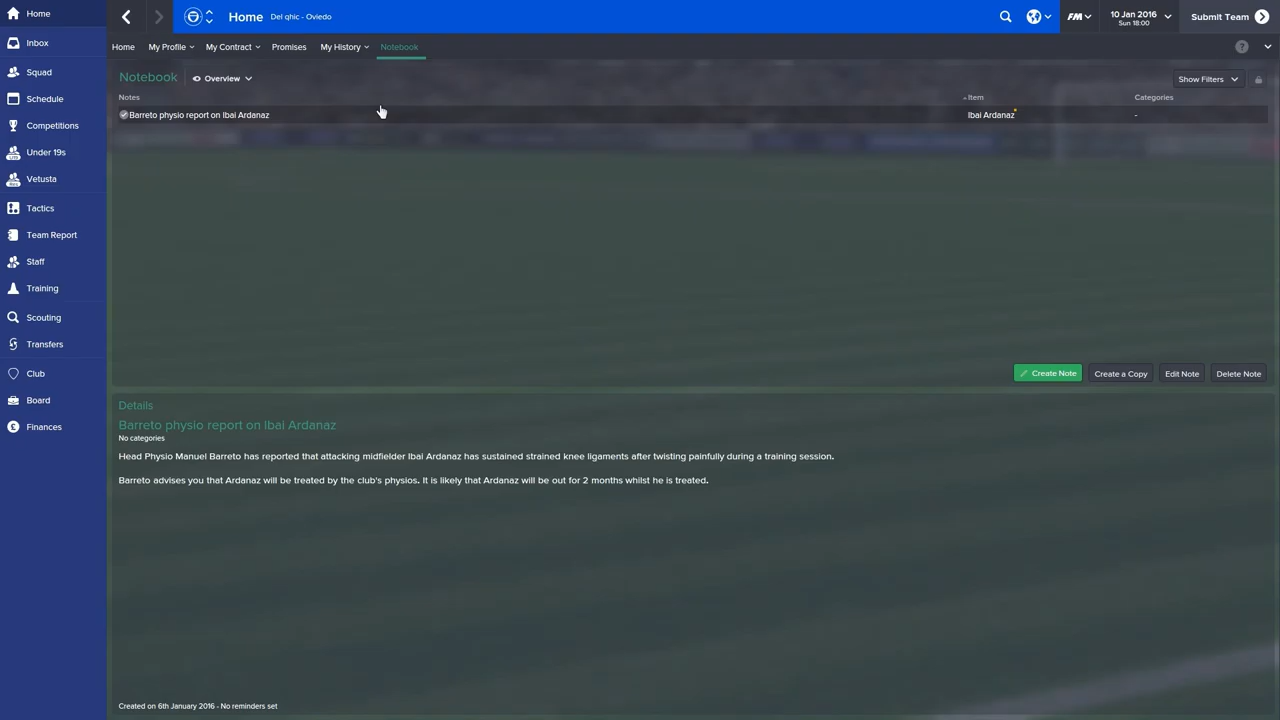 Home
Home
Del qhic - Oviedo
FM
10 Jan 2016
Sun 18:00
Submit Team
Inbox
Squad
Schedule
Competitions
Under 19s
Vetusta
Tactics
Team Report
Staff
Training
Scouting
Transfers
Club
Board
Finances
Home My Profile My Contract Promises My History Notebook
?
Notebook Overview Show Filters
Notes Item Categories
Barreto physio report on Ibai Ardanaz Ibai Ardanaz -
Create Note Create a Copy Edit Note Delete Note
Details
Barreto physio report on Ibai Ardanaz
No categories
Head Physio Manuel Barreto has reported that attacking midfielder Ibai Ardanaz has sustained strained knee ligaments after twisting painfully during a training session.
Barreto advises you that Ardanaz will be treated by the club's physios. It is likely that Ardanaz will be out for 2 months whilst he is treated.
Created on 6th January 2016 - No reminders set